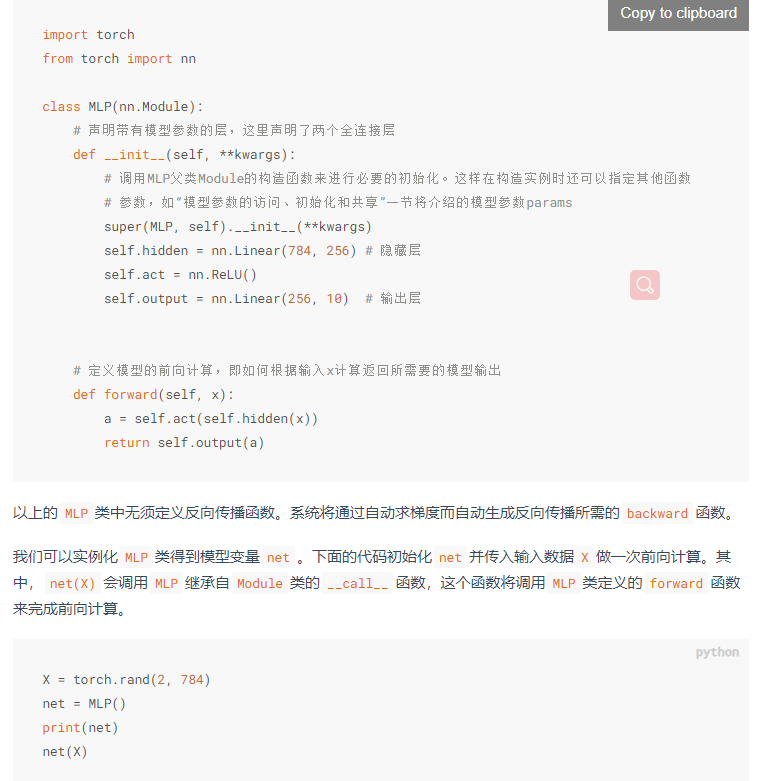 Copy to clipboard
import torch
from torch import nn
class MLP(nn.Module):
# 声明带有模型参数的层，这里声明了两个全连接层
def __init__(self, **kwargs):
# 调用MLP父类Module的构造函数来进行必要的初始化。这样在构造实例时还可以指定其他函数
# 参数，如“模型参数的访问、初始化和共享”一节将介绍的模型参数params
super(MLP, self).__init__(**kwargs)
self.hidden = nn.Linear(784, 256) # 隐藏层
self.act = nn.ReLU()
self.output = nn.Linear(256, 10)  # 输出层
# 定义模型的前向计算，即如何根据输入x计算返回所需要的模型输出
def forward(self, x):
a = self.act(self.hidden(x))
return self.output(a)
以上的 MLP 类中无须定义反向传播函数。系统将通过自动求梯度而自动生成反向传播所需的 backward 函数。
我们可以实例化 MLP 类得到模型变量 net 。下面的代码初始化 net 并传入输入数据 X 做一次前向计算。其
中， net(X) 会调用 MLP 继承自 Module 类的 __call__ 函数，这个函数将调用 MLP 类定义的 forward 函数
来完成前向计算。
python
X = torch.rand(2, 784)
net = MLP()
print(net)
net(X)